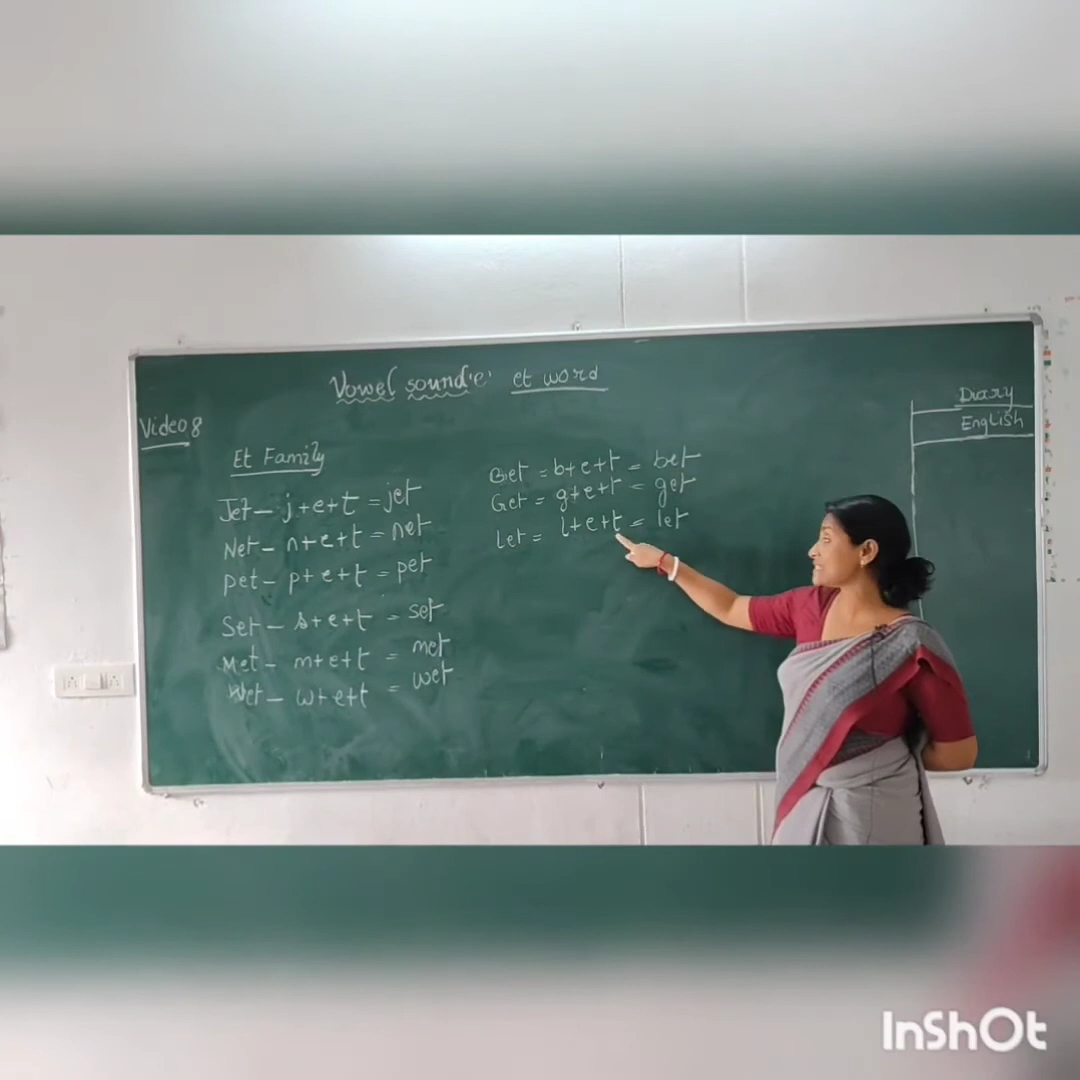 Vowel sound 'e' et word
Video 8
Diary
English
Et Family
Jet - j+e+t = jet
Net - n+e+t = net
Pet - p+e+t = pet
Set - s+e+t = set
Met - m+e+t = met
Wet - w+e+t = wet
Bet = b+e+t = bet
Get = g+e+t = get
Let = l+e+t = let
InShOt